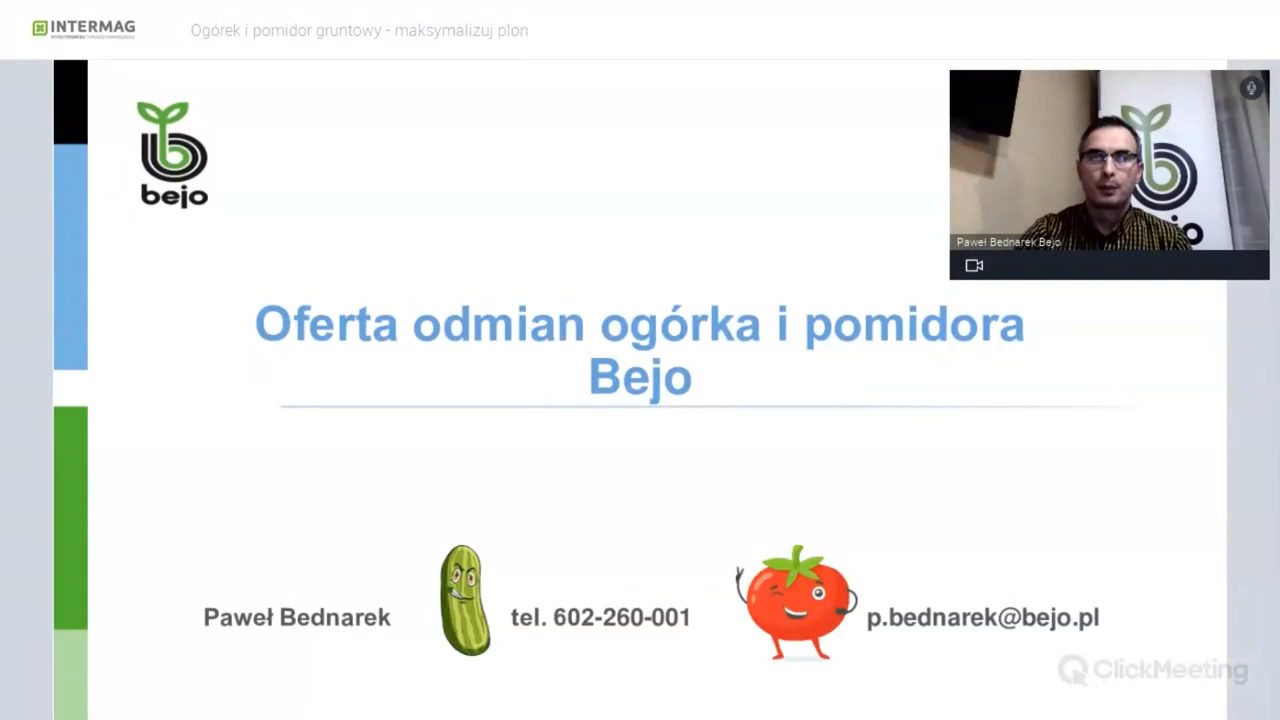 INTERMAG
Ogórek i pomidor gruntowy - maksymalizuj plon
bejo
Paweł Bednarek Bejo
Oferta odmian ogórka i pomidora
Bejo
Paweł Bednarek
tel. 602-260-001
p.bednarek@bejo.pl
ClickMeeting